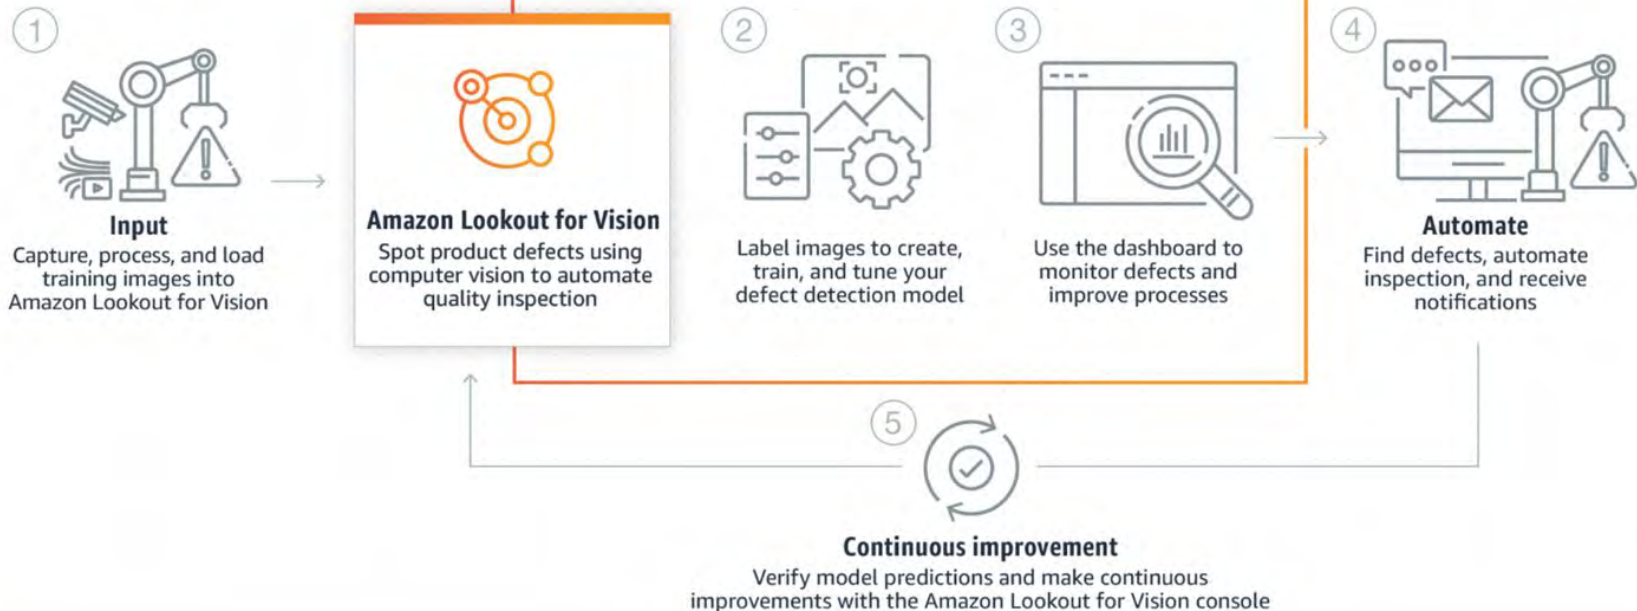 1
Input
Capture, process, and load
training images into
Amazon Lookout for Vision
Amazon Lookout for Vision
Spot product defects using
computer vision to automate
quality inspection
2
Label images to create,
train, and tune your
defect detection model
3
Use the dashboard to
monitor defects and
improve processes
4
Automate
Find defects, automate
inspection, and receive
notifications
5
Continuous improvement
Verify model predictions and make continuous
improvements with the Amazon Lookout for Vision console